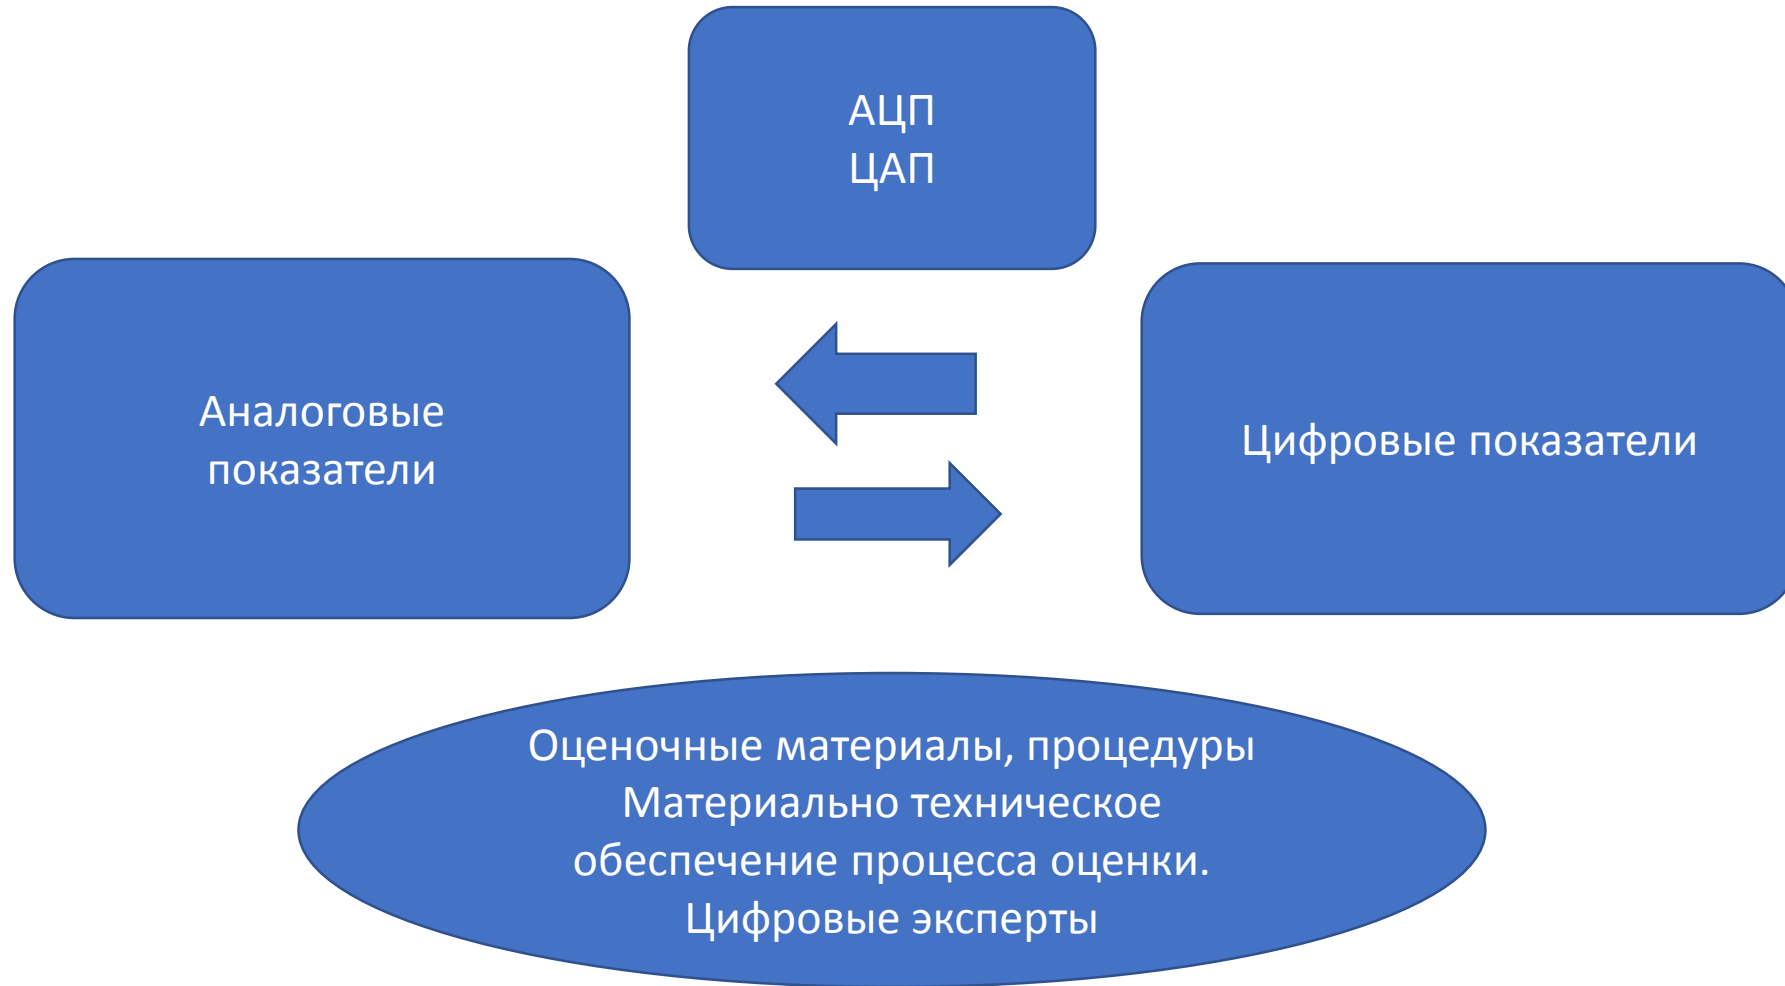 АЦП
ЦАП
Аналоговые
показатели
Цифровые показатели
Оценочные материалы, процедуры
Материально техническое
обеспечение процесса оценки.
Цифровые эксперты